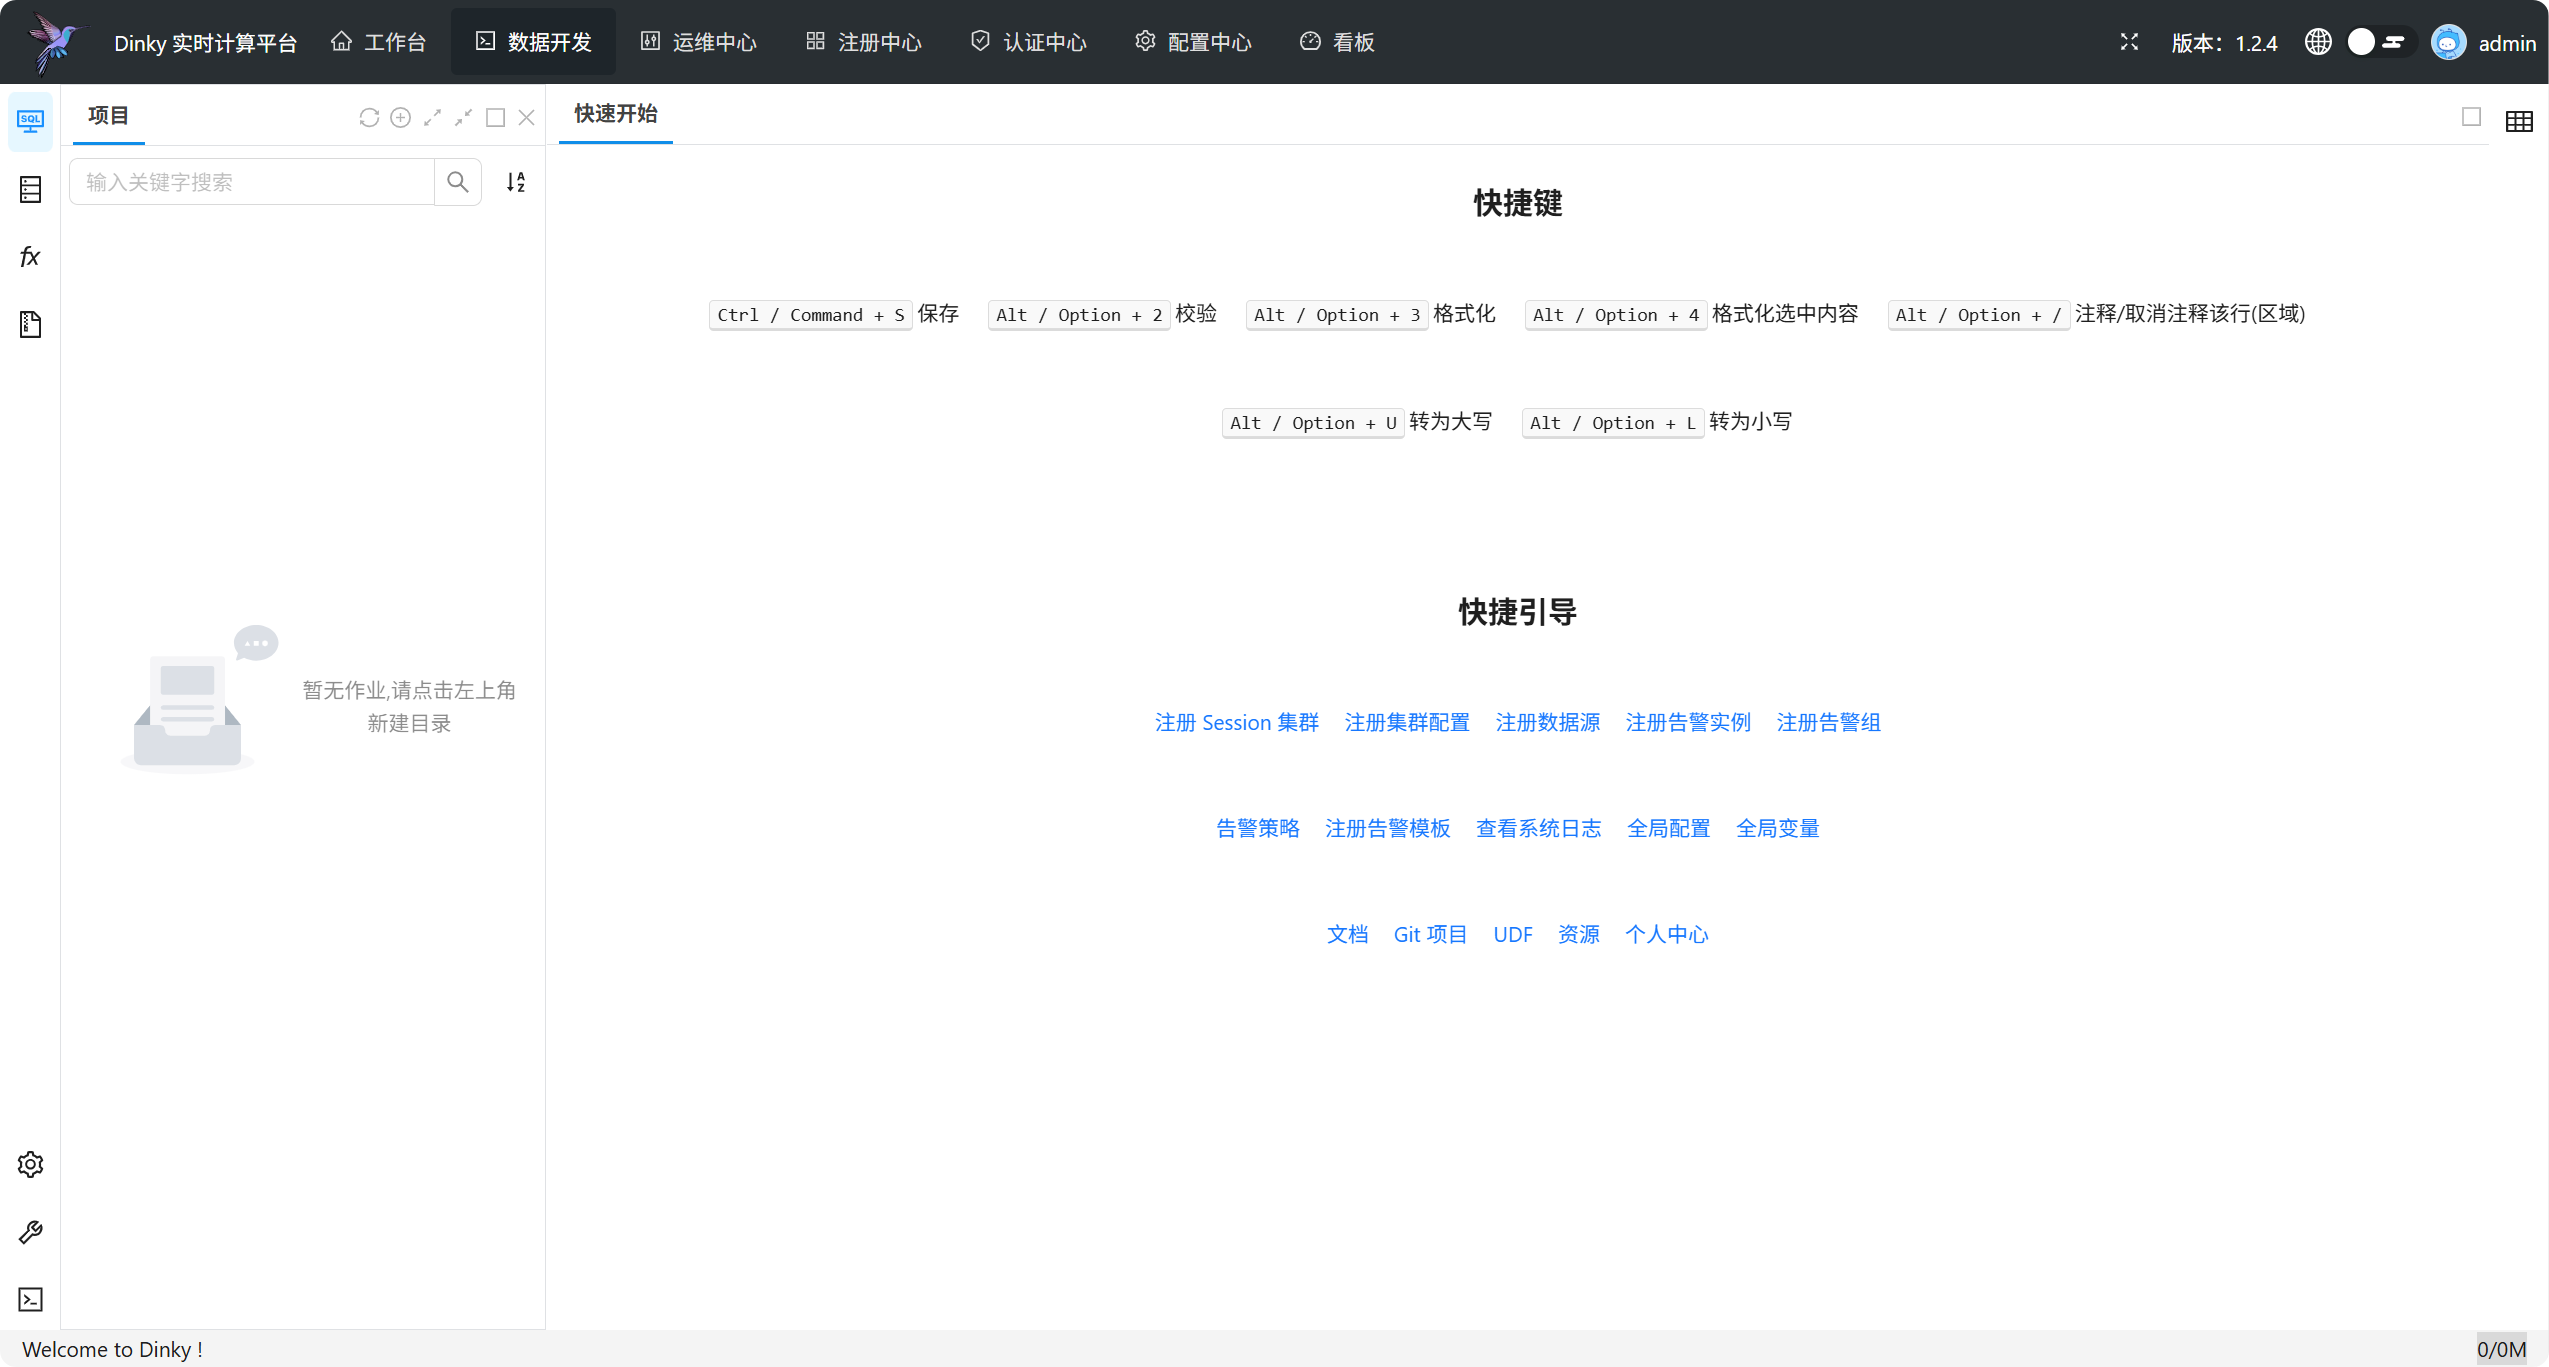 Dinky 实时计算平台 工作台 数据开发 运维中心 注册中心 认证中心 配置中心 看板 版本：1.2.4 admin
项目
快速开始
输入关键字搜索
快捷键
Ctrl / Command + S 保存 Alt / Option + 2 校验 Alt / Option + 3 格式化 Alt / Option + 4 格式化选中内容 Alt / Option + / 注释/取消注释该行(区域)
Alt / Option + U 转为大写 Alt / Option + L 转为小写
暂无作业,请点击左上角
新建目录
快捷引导
注册 Session 集群 注册集群配置 注册数据源 注册告警实例 注册告警组
告警策略 注册告警模板 查看系统日志 全局配置 全局变量
文档 Git 项目 UDF 资源 个人中心
Welcome to Dinky !
0/0M